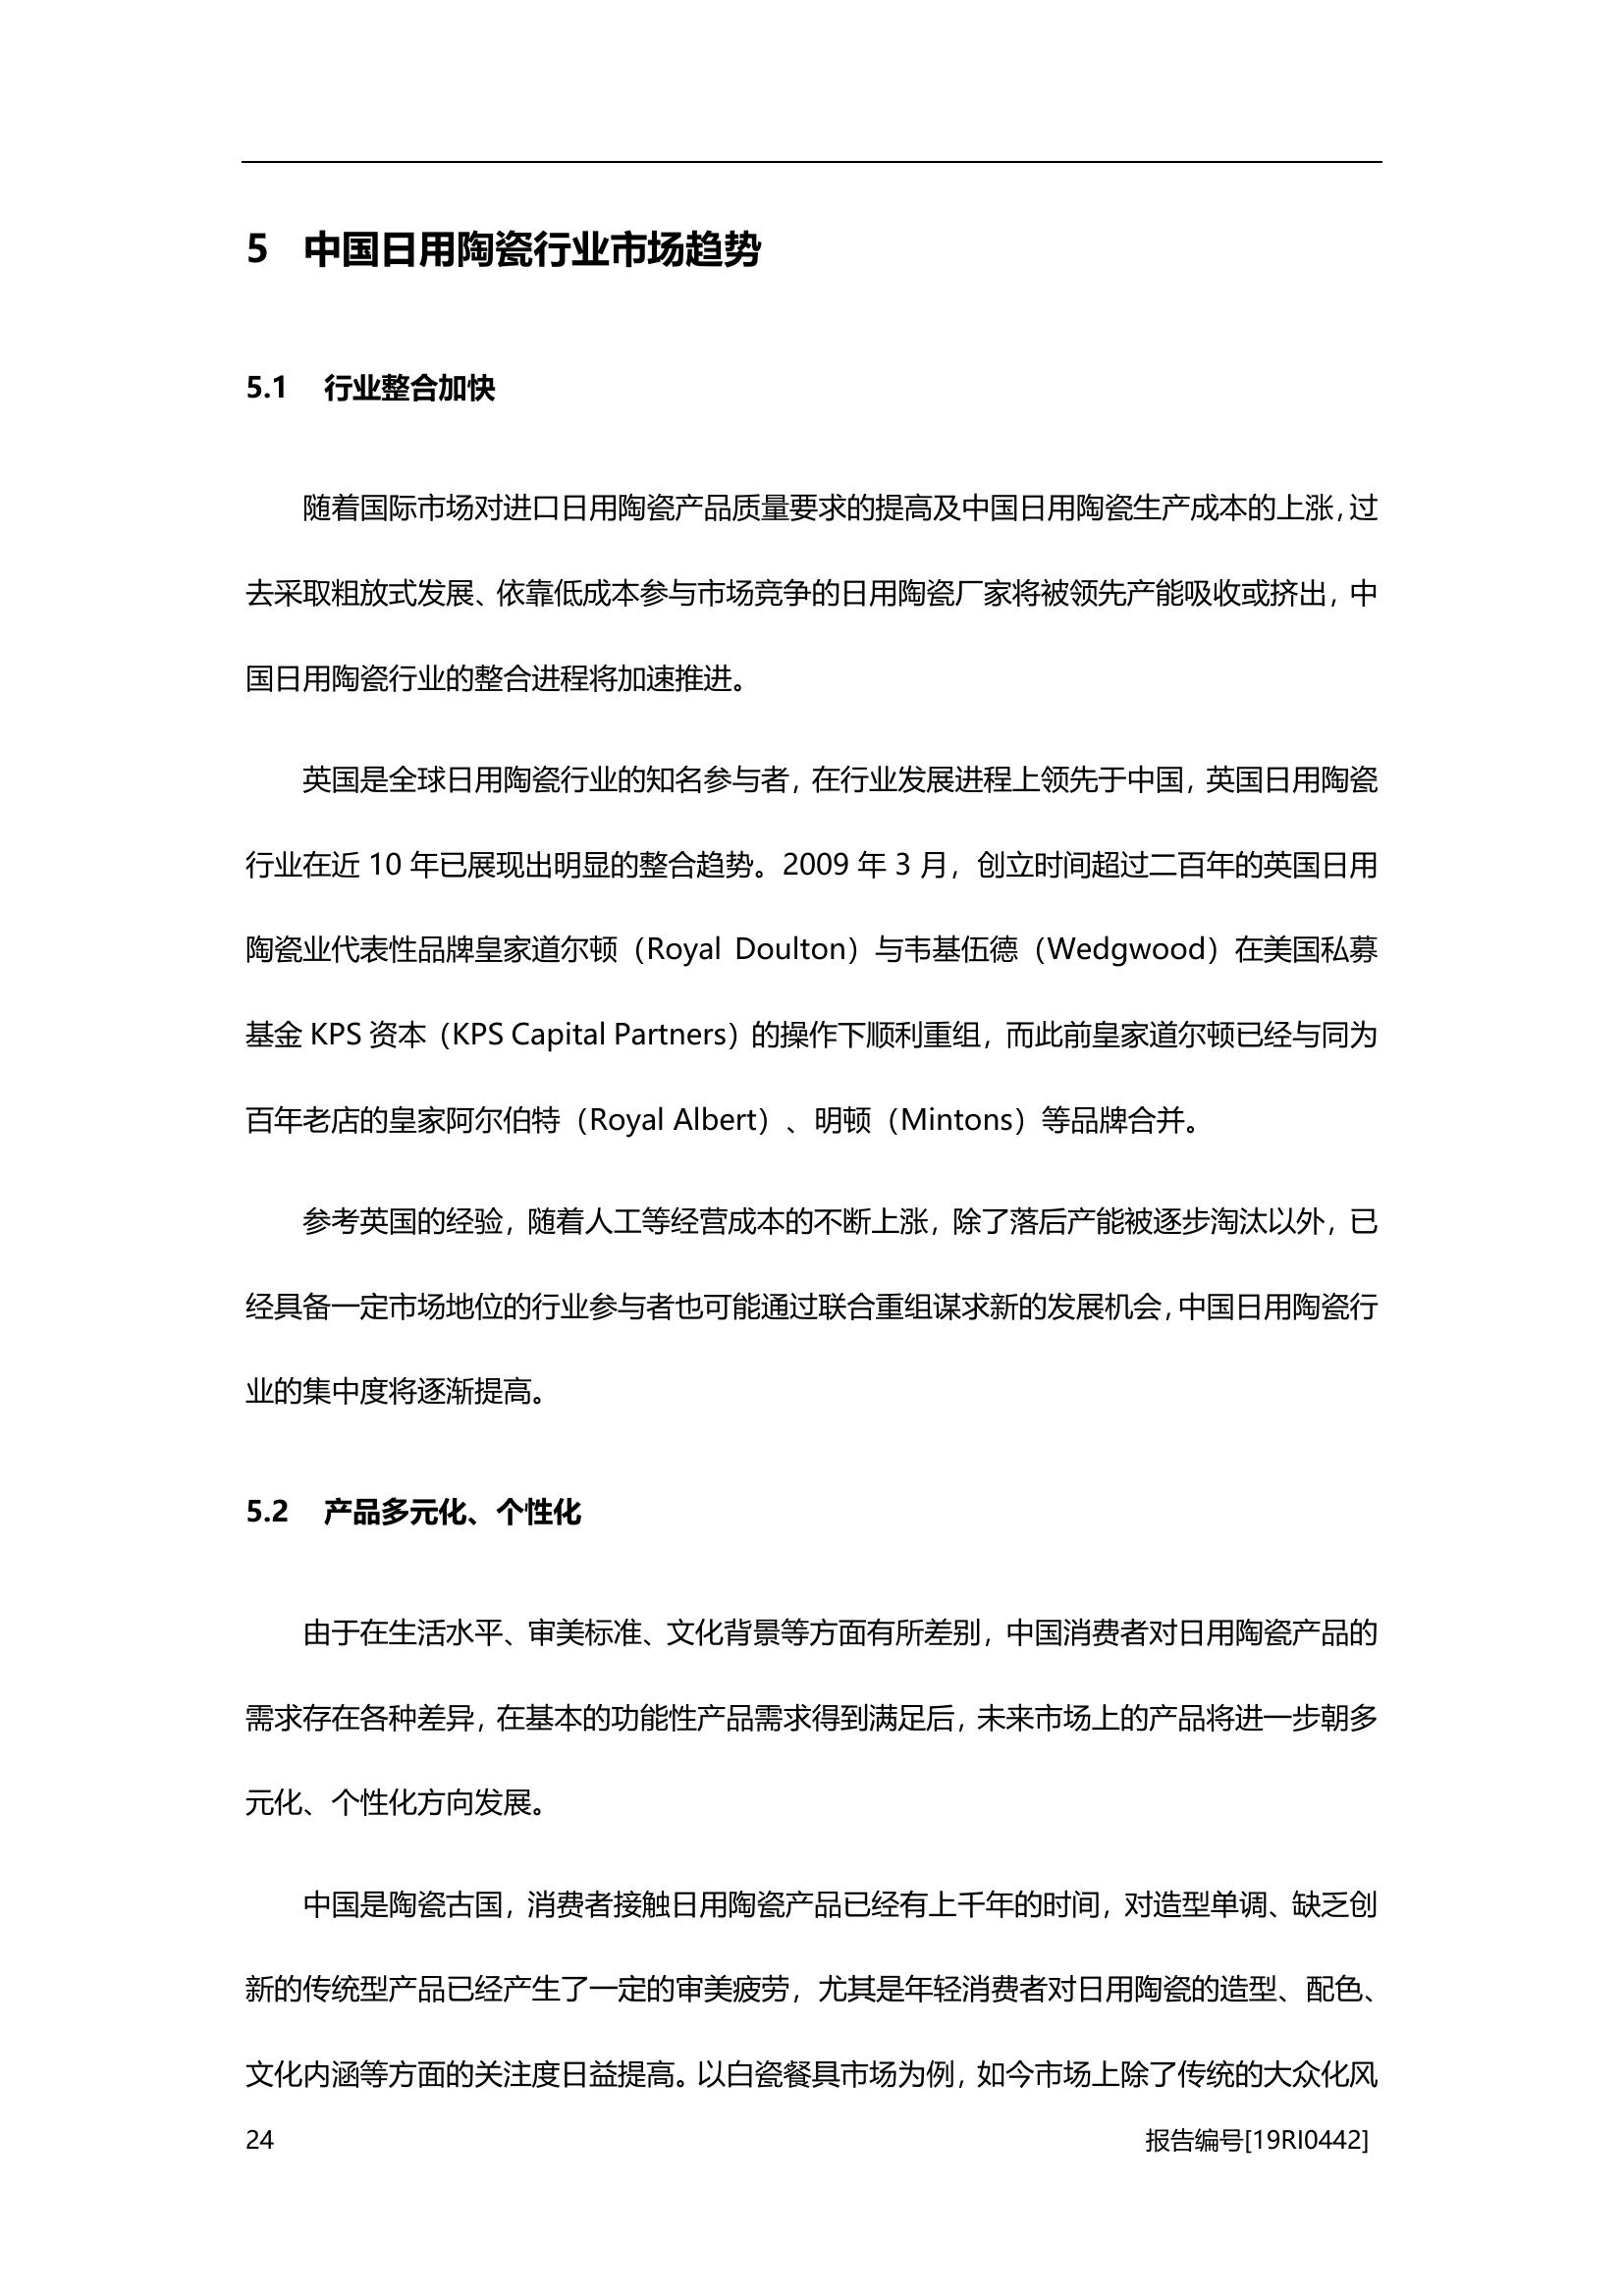 5 中国日用陶瓷行业市场趋势
5.1 行业整合加快
随着国际市场对进口日用陶瓷产品质量要求的提高及中国日用陶瓷生产成本的上涨，过
去采取粗放式发展、依靠低成本参与市场竞争的日用陶瓷厂家将被领先产能吸收或挤出，中
国日用陶瓷行业的整合进程将加速推进。
英国是全球日用陶瓷行业的知名参与者，在行业发展进程上领先于中国，英国日用陶瓷
行业在近 10 年已展现出明显的整合趋势。2009 年 3 月，创立时间超过二百年的英国日用
陶瓷业代表性品牌皇家道尔顿（Royal Doulton）与韦基伍德（Wedgwood）在美国私募
基金 KPS 资本（KPS Capital Partners）的操作下顺利重组，而此前皇家道尔顿已经与同为
百年老店的皇家阿尔伯特（Royal Albert）、明顿（Mintons）等品牌合并。
参考英国的经验，随着人工等经营成本的不断上涨，除了落后产能被逐步淘汰以外，已
经具备一定市场地位的行业参与者也可能通过联合重组谋求新的发展机会，中国日用陶瓷行
业的集中度将逐渐提高。
5.2 产品多元化、个性化
由于在生活水平、审美标准、文化背景等方面有所差别，中国消费者对日用陶瓷产品的
需求存在各种差异，在基本的功能性产品需求得到满足后，未来市场上的产品将进一步朝多
元化、个性化方向发展。
中国是陶瓷古国，消费者接触日用陶瓷产品已经有上千年的时间，对造型单调、缺乏创
新的传统型产品已经产生了一定的审美疲劳，尤其是年轻消费者对日用陶瓷的造型、配色、
文化内涵等方面的关注度日益提高。以白瓷餐具市场为例，如今市场上除了传统的大众化风
24 报告编号[19RI0442]